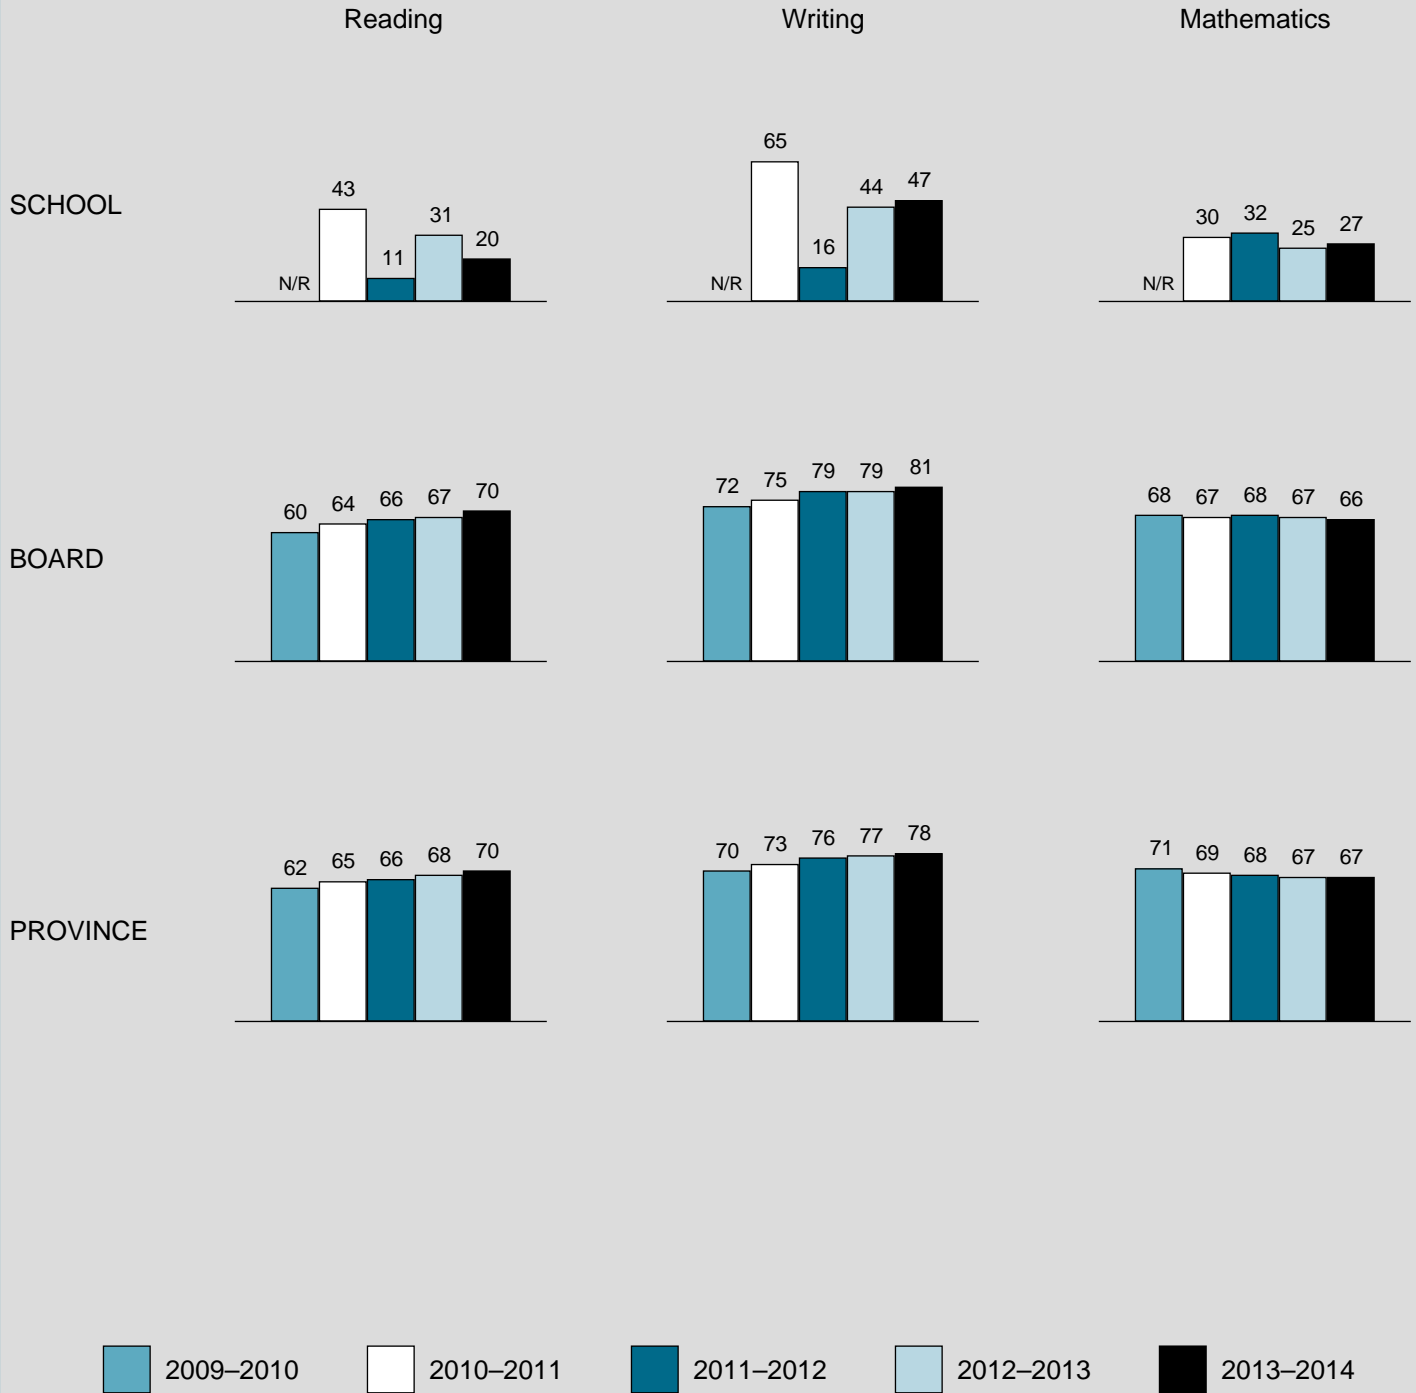 Reading Writing Mathematics
SCHOOL
N/R 43 11 31 20
N/R 65 16 44 47
N/R 30 32 25 27
BOARD
60 64 66 67 70
72 75 79 79 81
68 67 68 67 66
PROVINCE
62 65 66 68 70
70 73 76 77 78
71 69 68 67 67
2009–2010 2010–2011 2011–2012 2012–2013 2013–2014